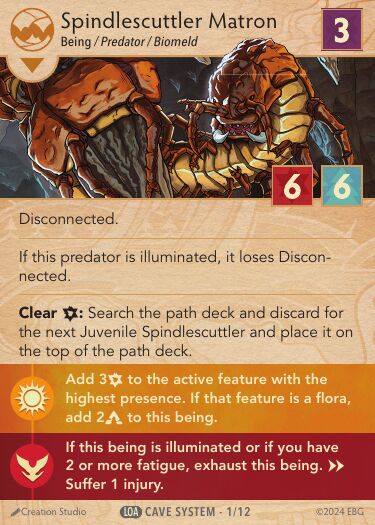 Spindlescuttler Matron
3
Being / Predator / Biomeld
6 6
Disconnected.
If this predator is illuminated, it loses Discon-
nected.
Clear : Search the path deck and discard for
the next Juvenile Spindlescuttler and place it on
the top of the path deck.
Add 3 to the active feature with the
highest presence. If that feature is a flora,
add 2 to this being.
If this being is illuminated or if you have
2 or more fatigue, exhaust this being.
Suffer 1 injury.
Creation Studio LOA CAVE SYSTEM - 1/12 ©2024 EBG